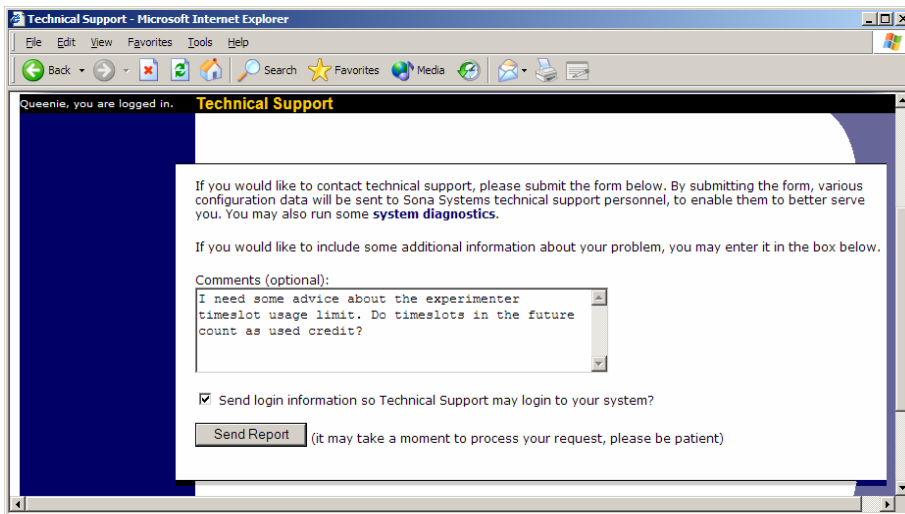 Technical Support - Microsoft Internet Explorer
File Edit View Favorites Tools Help
Back Search Favorites Media
Queenie, you are logged in. Technical Support
If you would like to contact technical support, please submit the form below. By submitting the form, various
configuration data will be sent to Sona Systems technical support personnel, to enable them to better serve
you. You may also run some system diagnostics.
If you would like to include some additional information about your problem, you may enter it in the box below.
Comments (optional):
I need some advice about the experimenter
timeslot usage limit. Do timeslots in the future
count as used credit?
Send login information so Technical Support may login to your system?
Send Report (it may take a moment to process your request, please be patient)